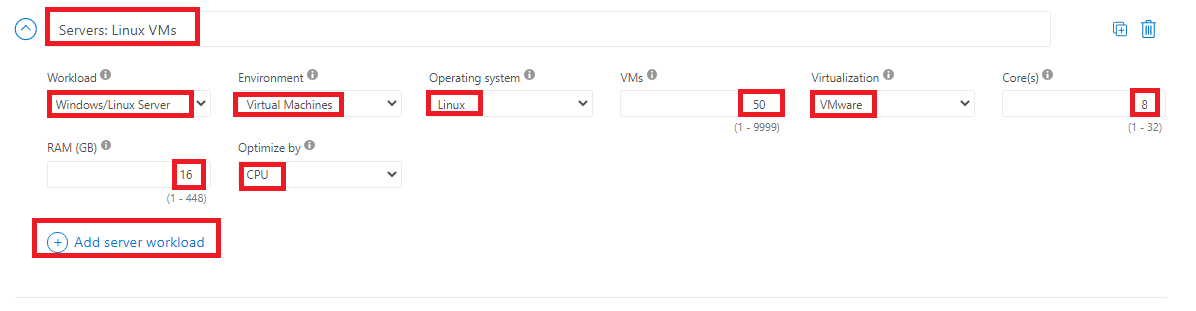 Servers: Linux VMs
Workload Environment Operating system VMs Virtualization Core(s)
Windows/Linux Server Virtual Machines Linux 50 VMware 8
(1 - 9999) (1 - 32)
RAM (GB) Optimize by
16 CPU
(1 - 448)
Add server workload